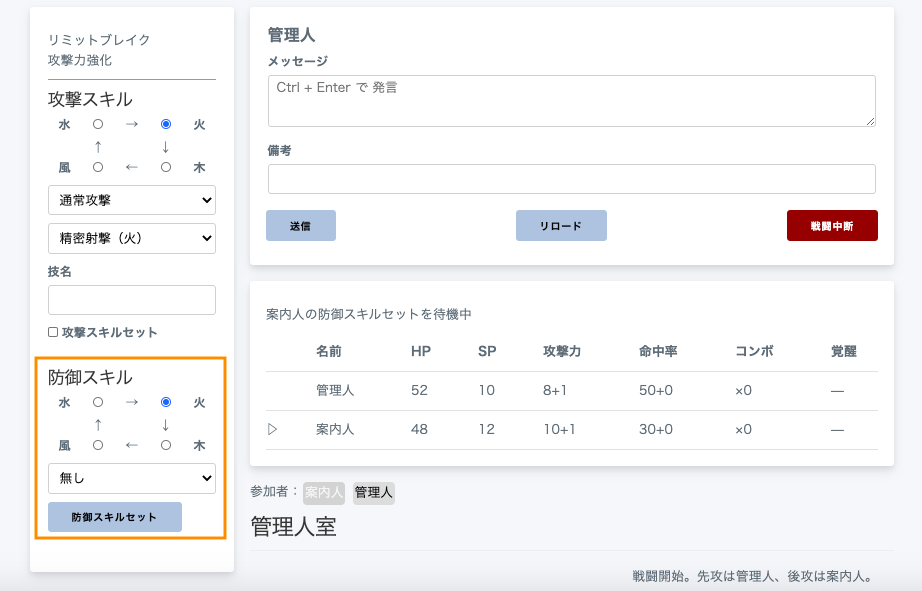 リミットブレイク
攻撃力強化
攻撃スキル
水 → 火
↑ ↓
風 ← 木
通常攻撃
精密射撃（火）
技名
攻撃スキルセット
防御スキル
水 → 火
↑ ↓
風 ← 木
無し
防御スキルセット
管理人
メッセージ
Ctrl + Enter で 発言
備考
送信 リロード 戦闘中断
案内人の防御スキルセットを待機中
名前 HP SP 攻撃力 命中率 コンボ 覚醒
管理人 52 10 8+1 50+0 ×0 —
▷ 案内人 48 12 10+1 30+0 ×0 —
参加者： 案内人 管理人
管理人室
戦闘開始。先攻は管理人、後攻は案内人。